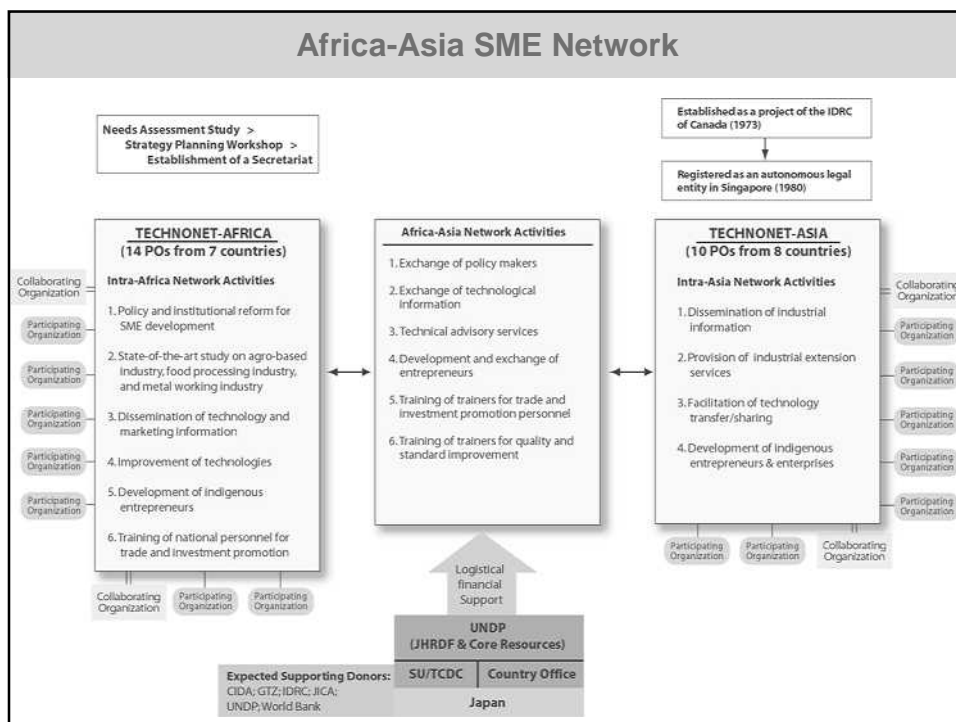 Africa-Asia SME Network
Needs Assessment Study >
Strategy Planning Workshop >
Establishment of a Secretariat
Established as a project of the IDRC
of Canada (1973)
Registered as an autonomous legal
entity in Singapore (1980)
TECHNONET-AFRICA
(14 POs from 7 countries)
Intra-Africa Network Activities
1. Policy and institutional reform for
SME development
2. State-of-the-art study on agro-based
industry, food processing industry,
and metal working industry
3. Dissemination of technology and
marketing information
4. Improvement of technologies
5. Development of indigenous
entrepreneurs
6. Training of national personnel for
trade and investment promotion
Collaborating
Organization
Participating
Organization
Participating
Organization
Participating
Organization
Participating
Organization
Participating
Organization
Collaborating
Organization
Participating
Organization
Participating
Organization
Africa-Asia Network Activities
1. Exchange of policy makers
2. Exchange of technological
information
3. Technical advisory services
4. Development and exchange of
entrepreneurs
5. Training of trainers for trade and
investment promotion personnel
6. Training of trainers for quality and
standard improvement
TECHNONET-ASIA
(10 POs from 8 countries)
Intra-Asia Network Activities
1. Dissemination of industrial
information
2. Provision of industrial extension
services
3. Facilitation of technology
transfer/sharing
4. Development of indigenous
entrepreneurs & enterprises
Collaborating
Organization
Participating
Organization
Participating
Organization
Participating
Organization
Participating
Organization
Participating
Organization
Participating
Organization
Participating
Organization
Collaborating
Organization
Logistical
financial
Support
UNDP
(JHRDF & Core Resources)
SU/TCDC
Country Office
Japan
Expected Supporting Donors:
CIDA; GTZ; IDRC; JICA;
UNDP; World Bank